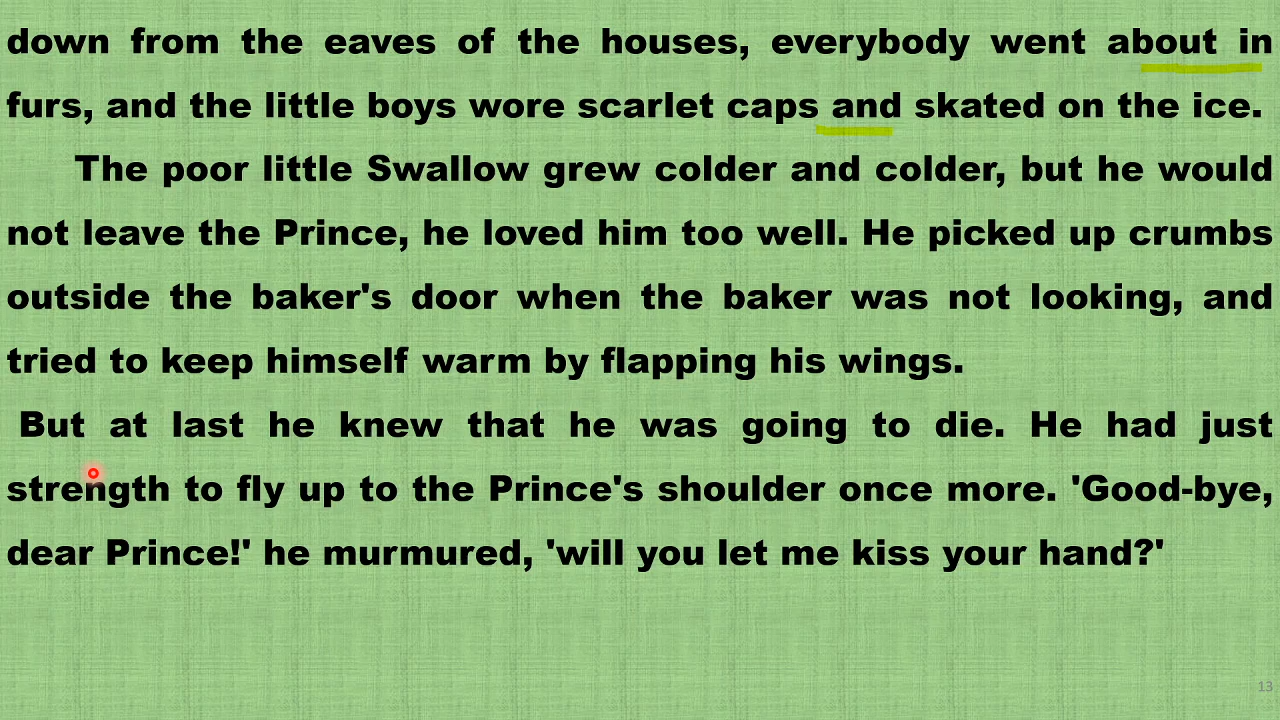 down from the eaves of the houses, everybody went about in
furs, and the little boys wore scarlet caps and skated on the ice.
The poor little Swallow grew colder and colder, but he would
not leave the Prince, he loved him too well. He picked up crumbs
outside the baker's door when the baker was not looking, and
tried to keep himself warm by flapping his wings.
But at last he knew that he was going to die. He had just
strength to fly up to the Prince's shoulder once more. 'Good-bye,
dear Prince!' he murmured, 'will you let me kiss your hand?'
13